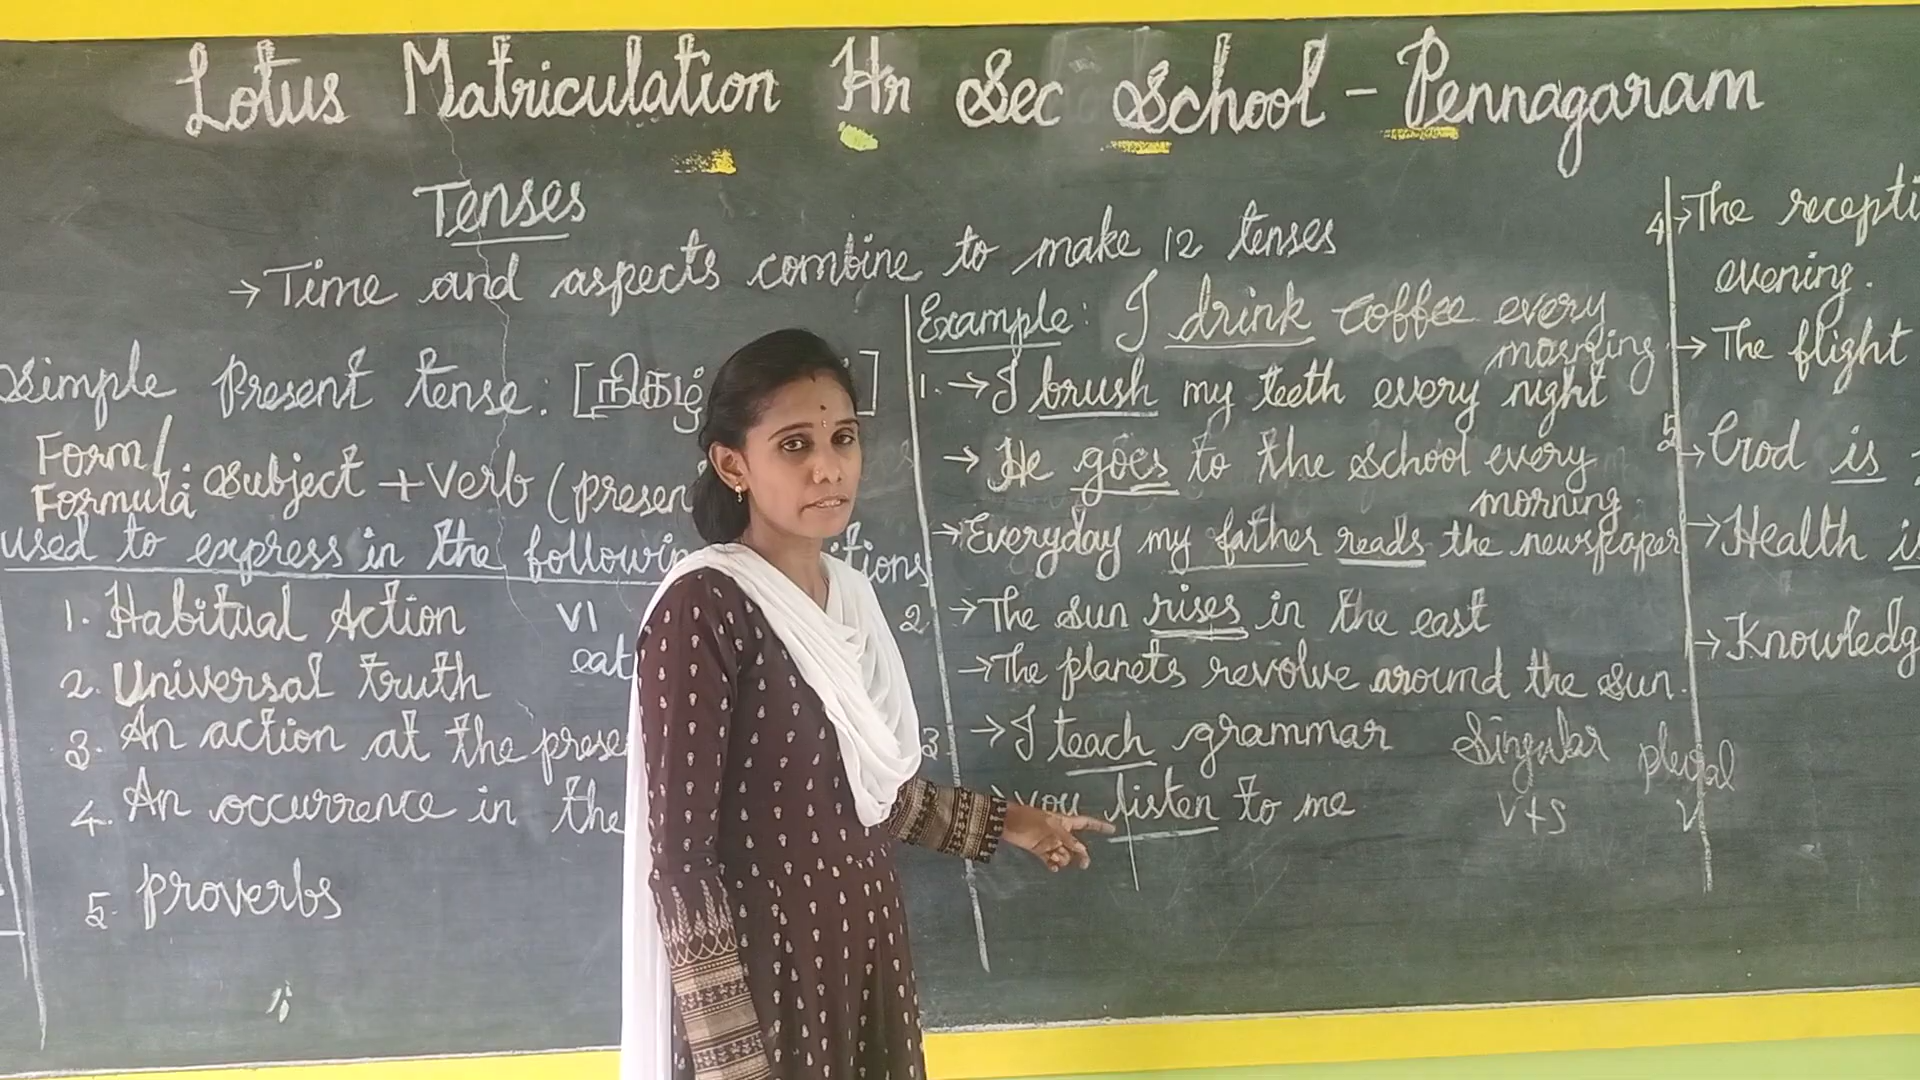 Lotus Matriculation Hr Sec School - Pennagaram
Tenses
→ Time and aspects combine to make 12 tenses
Simple Present tense: [நிகழ் ]
Form/
Formula: Subject + Verb (presen
used to express in the followin itions
1. Habitual Action
2. Universal truth
3. An action at the prese
4. An occurrence in the
5. proverbs
V1
eat
Example: I drink coffee every
morning
1. → I brush my teeth every night
→ He goes to the school every
morning
→ Everyday my father reads the newspaper
2. → The sun rises in the east
→ The planets revolve around the sun.
3 → I teach grammar
→ you listen to me
Singular plural
V+S V
4 → The recepti
evening.
→ The flight
5 → God is
→ Health is
→ Knowledg